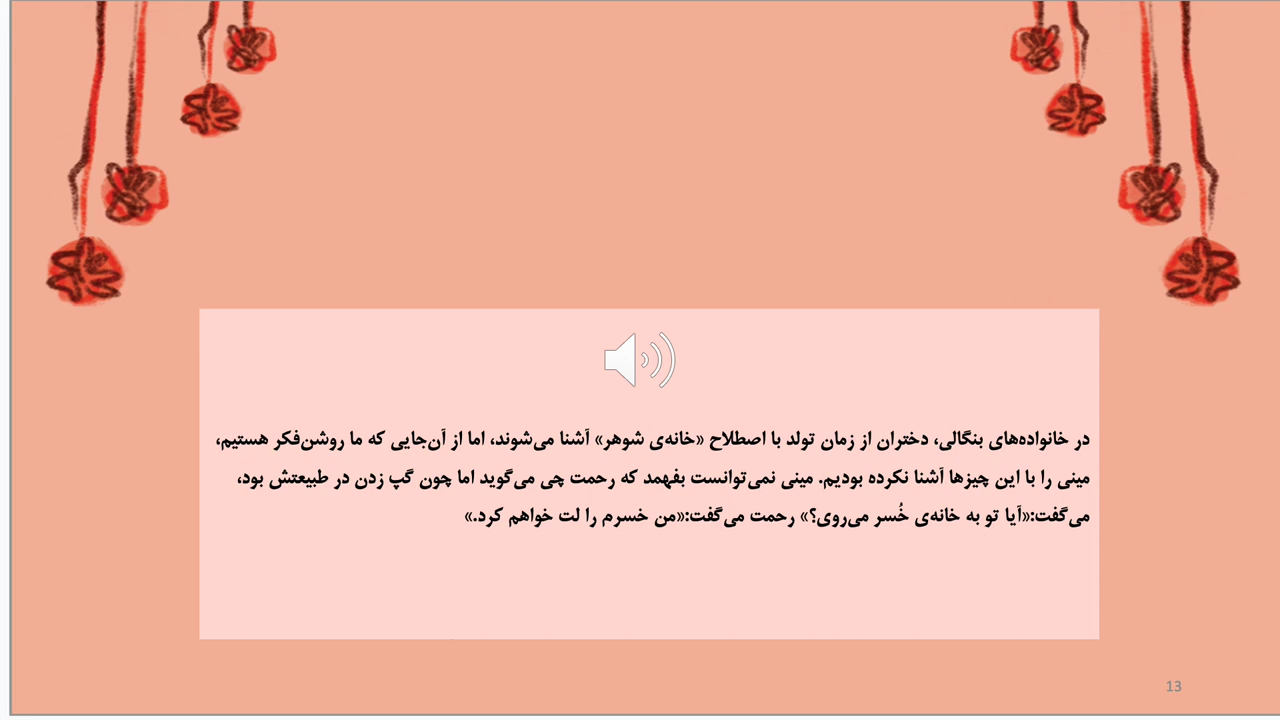 در خانواده‌های بنگالی، دختران از زمان تولد با اصطلاح «خانه‌ی شوهر» آشنا می‌شوند، اما از آن‌جایی که ما روشن‌فکر هستیم،
مینی را با این چیزها آشنا نکرده بودیم. مینی نمی‌توانست بفهمد که رحمت چی می‌گوید اما چون گپ زدن در طبیعتش بود،
می‌گفت:«آیا تو به خانه‌ی خُسر می‌روی؟» رحمت می‌گفت:«من خسرم را لت خواهم کرد.»
13